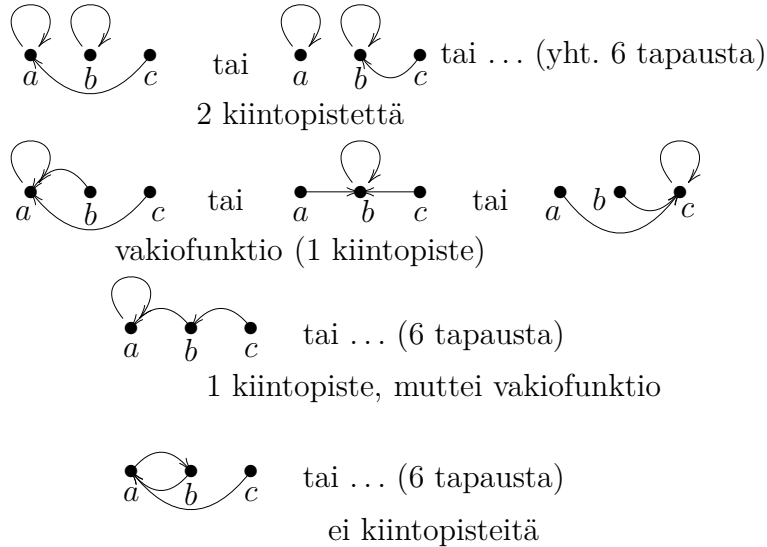 a b c tai a b c tai … (yht. 6 tapausta)
2 kiintopistettä
a b c tai a b c tai a b c
vakiofunktio (1 kiintopiste)
a b c tai … (6 tapausta)
1 kiintopiste, muttei vakiofunktio
a b c tai … (6 tapausta)
ei kiintopisteitä